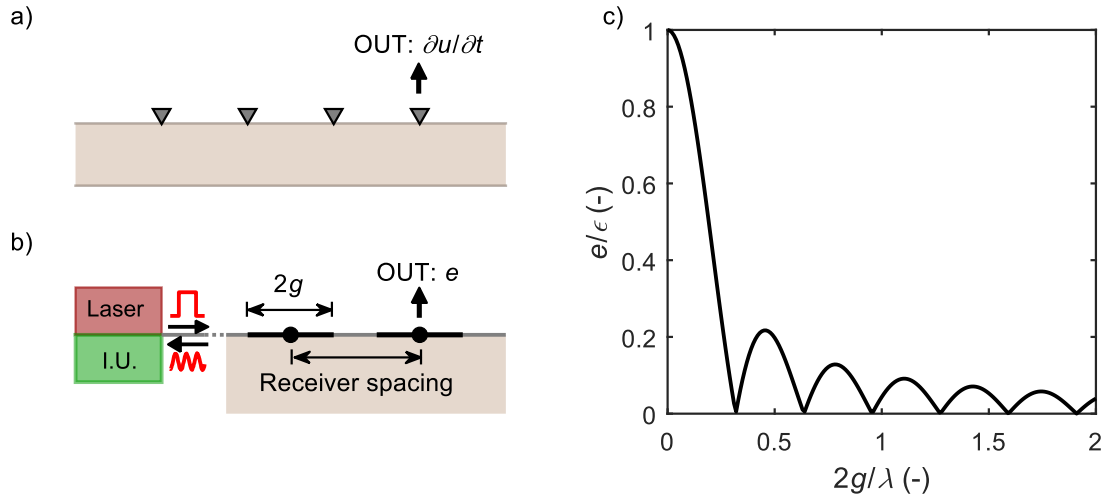 a)
OUT: ∂u/∂t
b)
Laser
I.U.
2g
OUT: e
Receiver spacing
c)
e/ϵ (-)
1
0.8
0.6
0.4
0.2
0
0 0.5 1 1.5 2
2g/λ (-)